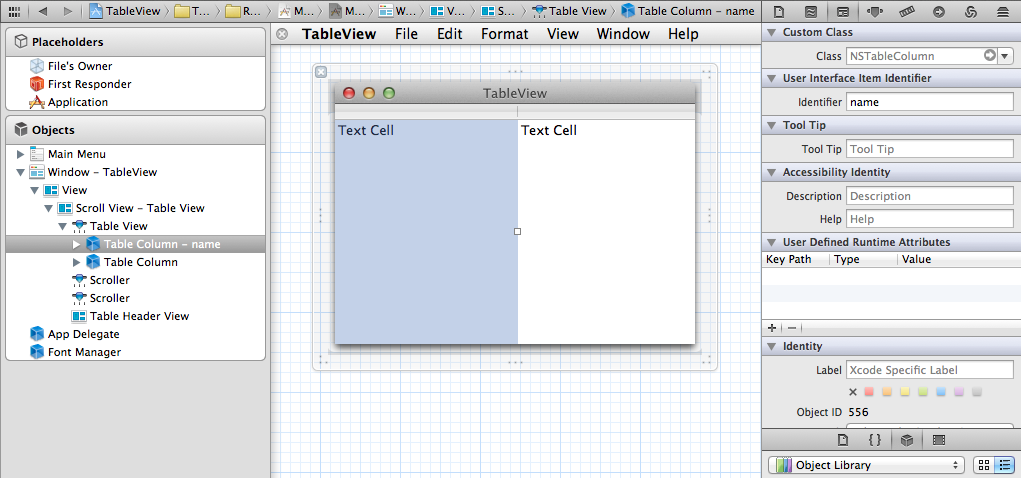 TableView T... R... M... M... W... V... S... Table View Table Column – name
Placeholders
File's Owner
First Responder
Application
Objects
Main Menu
Window – TableView
View
Scroll View – Table View
Table View
Table Column – name
Table Column
Scroller
Scroller
Table Header View
App Delegate
Font Manager
TableView File Edit Format View Window Help
TableView
Text Cell Text Cell
Custom Class
Class NSTableColumn
User Interface Item Identifier
Identifier name
Tool Tip
Tool Tip Tool Tip
Accessibility Identity
Description Description
Help Help
User Defined Runtime Attributes
Key Path Type Value
Identity
Label Xcode Specific Label
Object ID 556
Object Library